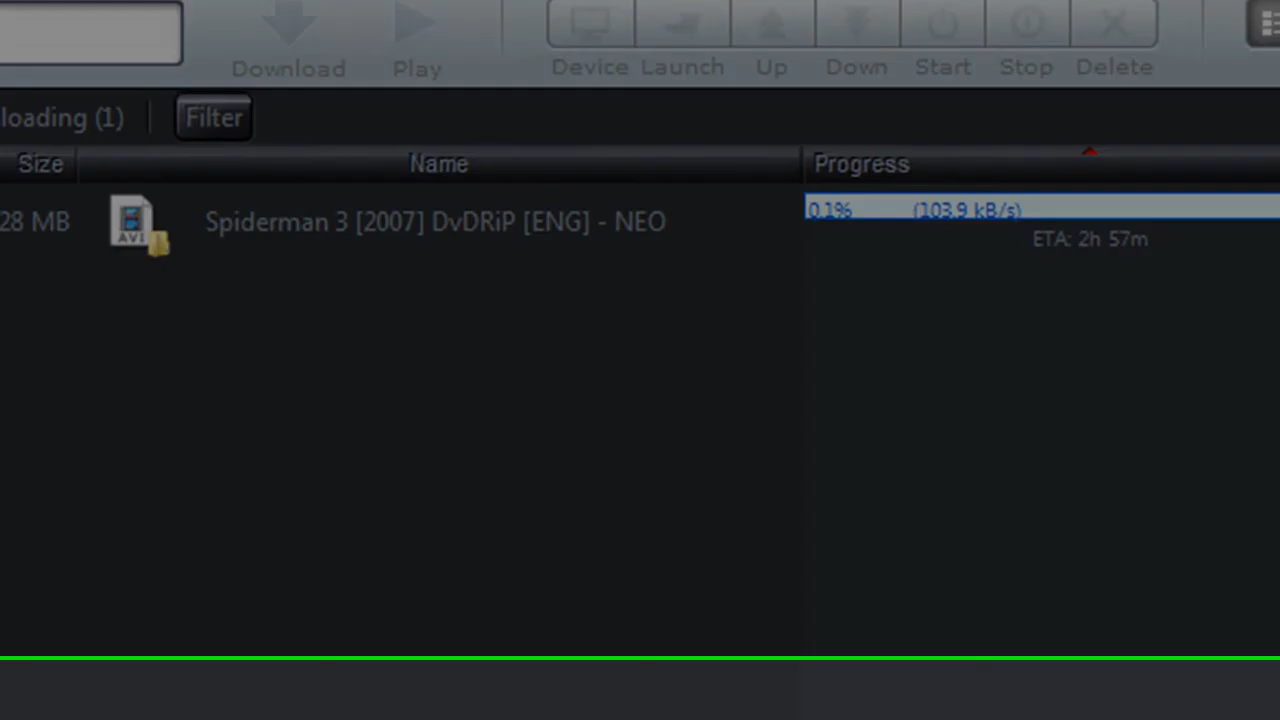 Download Play Device Launch Up Down Start Stop Delete
loading (1) Filter
Size Name Progress
28 MB AVI Spiderman 3 [2007] DvDRiP [ENG] - NEO 0.1% (103.9 kB/s)
ETA: 2h 57m